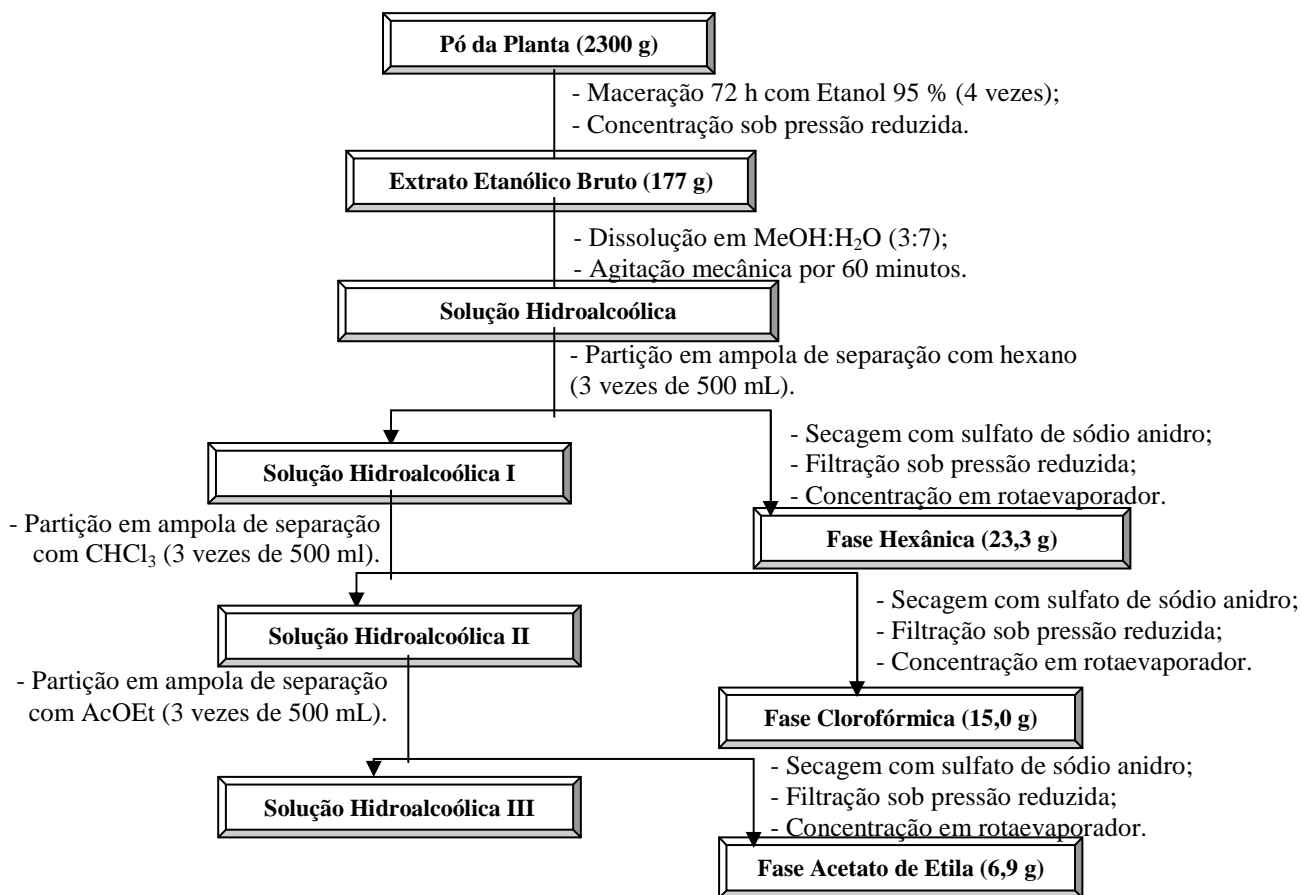 Pó da Planta (2300 g)
- Maceração 72 h com Etanol 95 % (4 vezes);
- Concentração sob pressão reduzida.
Extrato Etanólico Bruto (177 g)
- Dissolução em MeOH:H₂O (3:7);
- Agitação mecânica por 60 minutos.
Solução Hidroalcoólica
- Partição em ampola de separação com hexano
(3 vezes de 500 mL).
- Secagem com sulfato de sódio anidro;
- Filtração sob pressão reduzida;
- Concentração em rotaevaporador.
Solução Hidroalcoólica I
Fase Hexânica (23,3 g)
- Partição em ampola de separação
com CHCl₃ (3 vezes de 500 ml).
- Secagem com sulfato de sódio anidro;
- Filtração sob pressão reduzida;
- Concentração em rotaevaporador.
Solução Hidroalcoólica II
Fase Clorofórmica (15,0 g)
- Partição em ampola de separação
com AcOEt (3 vezes de 500 mL).
- Secagem com sulfato de sódio anidro;
- Filtração sob pressão reduzida;
- Concentração em rotaevaporador.
Solução Hidroalcoólica III
Fase Acetato de Etila (6,9 g)